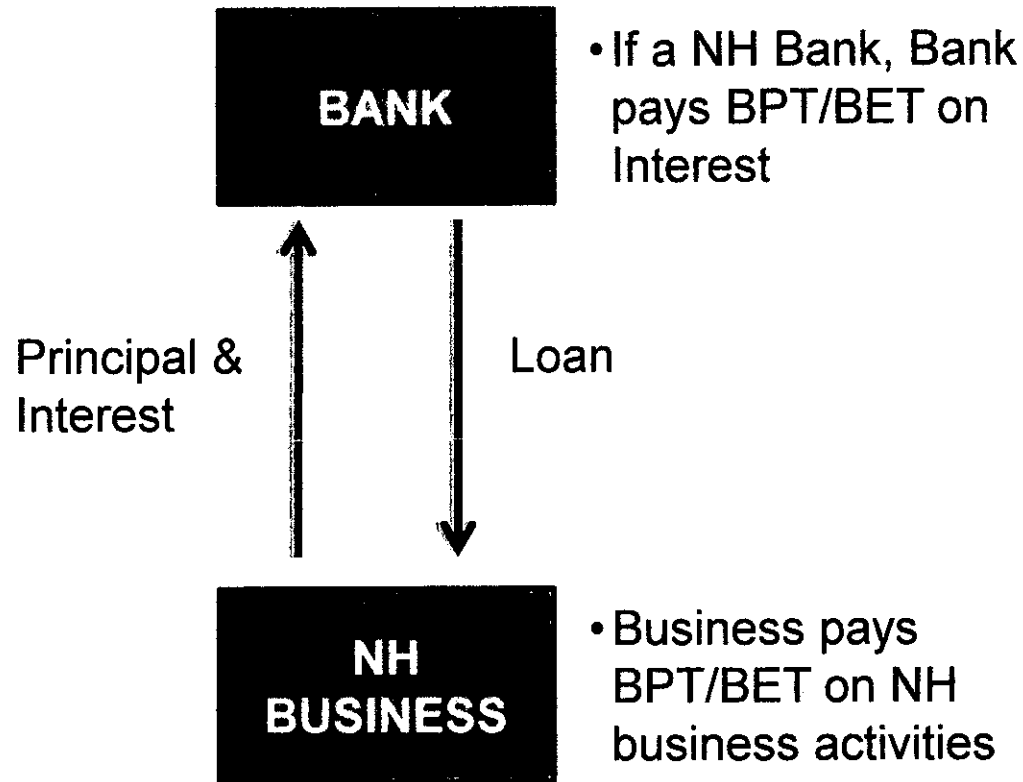 BANK
• If a NH Bank, Bank
pays BPT/BET on
Interest
Principal &
Interest
Loan
NH
BUSINESS
• Business pays
BPT/BET on NH
business activities